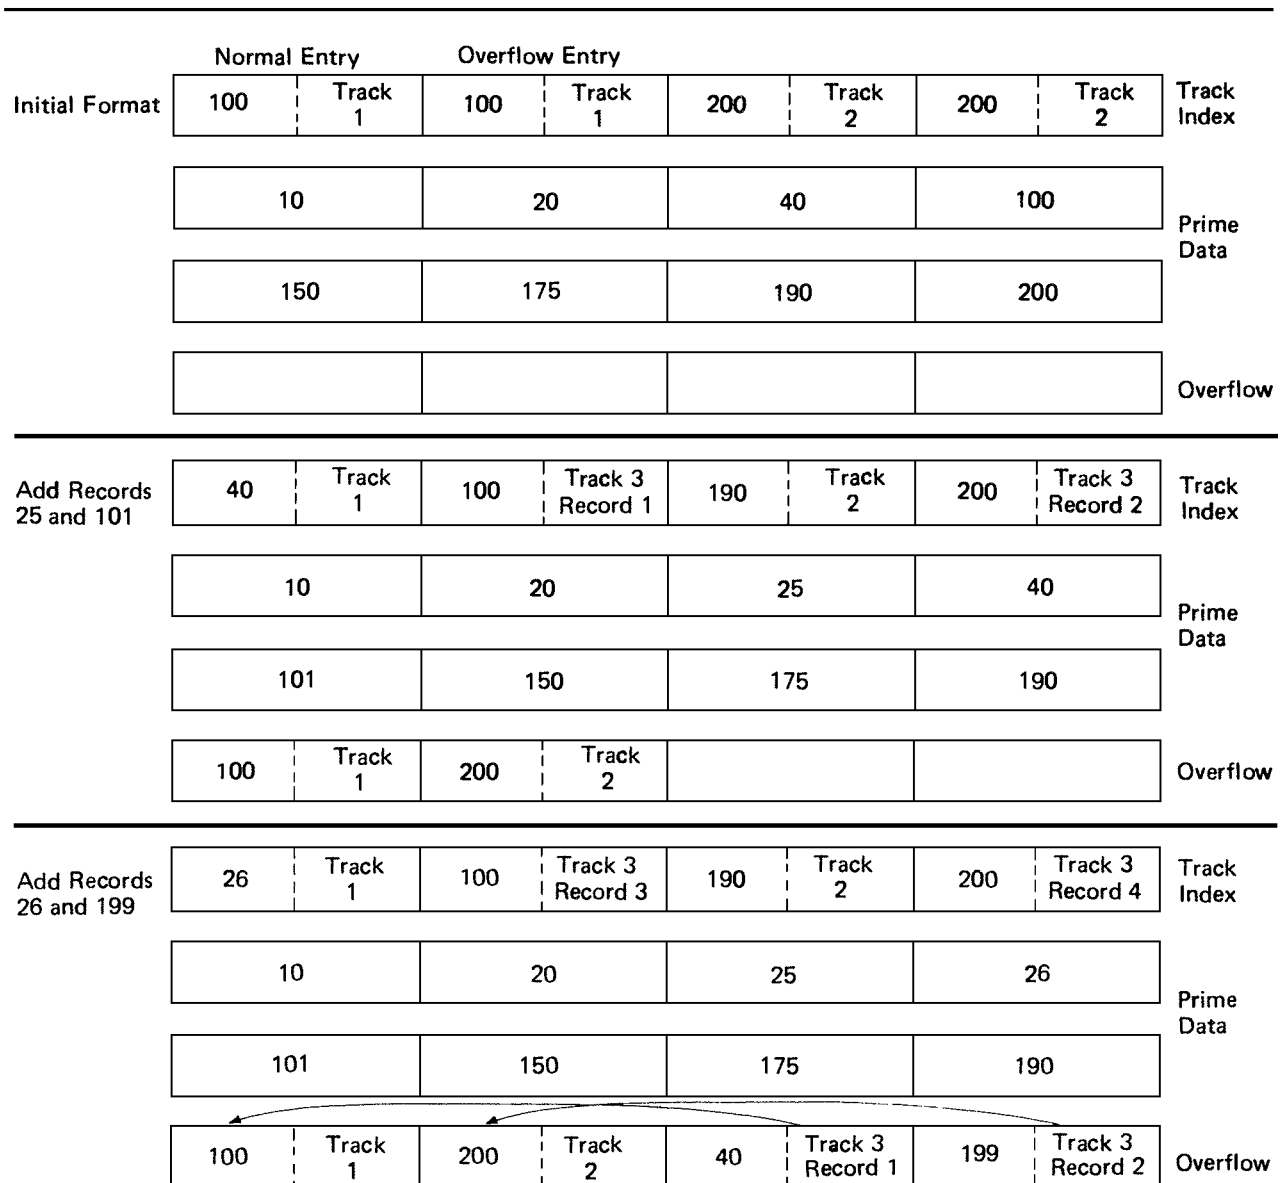 Normal Entry Overflow Entry
Initial Format 100 Track 1 100 Track 1 200 Track 2 200 Track 2 Track Index
10 20 40 100
Prime Data
150 175 190 200
Overflow
Add Records 25 and 101 40 Track 1 100 Track 3 Record 1 190 Track 2 200 Track 3 Record 2 Track Index
10 20 25 40
Prime Data
101 150 175 190
100 Track 1 200 Track 2 Overflow
Add Records 26 and 199 26 Track 1 100 Track 3 Record 3 190 Track 2 200 Track 3 Record 4 Track Index
10 20 25 26
Prime Data
101 150 175 190
100 Track 1 200 Track 2 40 Track 3 Record 1 199 Track 3 Record 2 Overflow